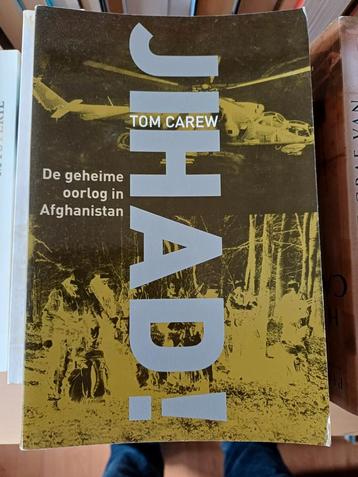 JIHAD!
TOM CAREW
De geheime
oorlog in
Afghanistan